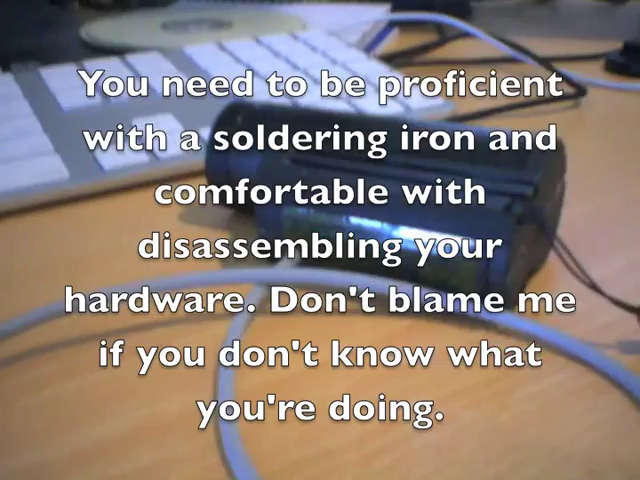 You need to be proficient
with a soldering iron and
comfortable with
disassembling your
hardware. Don't blame me
if you don't know what
you're doing.